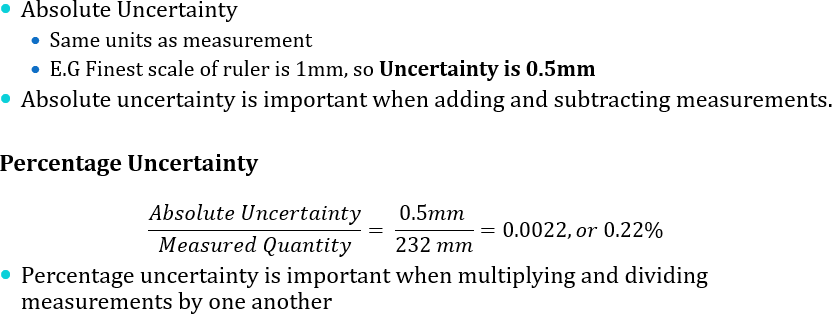 • Absolute Uncertainty
• Same units as measurement
• E.G Finest scale of ruler is 1mm, so Uncertainty is 0.5mm
• Absolute uncertainty is important when adding and subtracting measurements.
Percentage Uncertainty
Absolute Uncertainty / Measured Quantity = 0.5mm / 232 mm = 0.0022, or 0.22%
• Percentage uncertainty is important when multiplying and dividing
measurements by one another